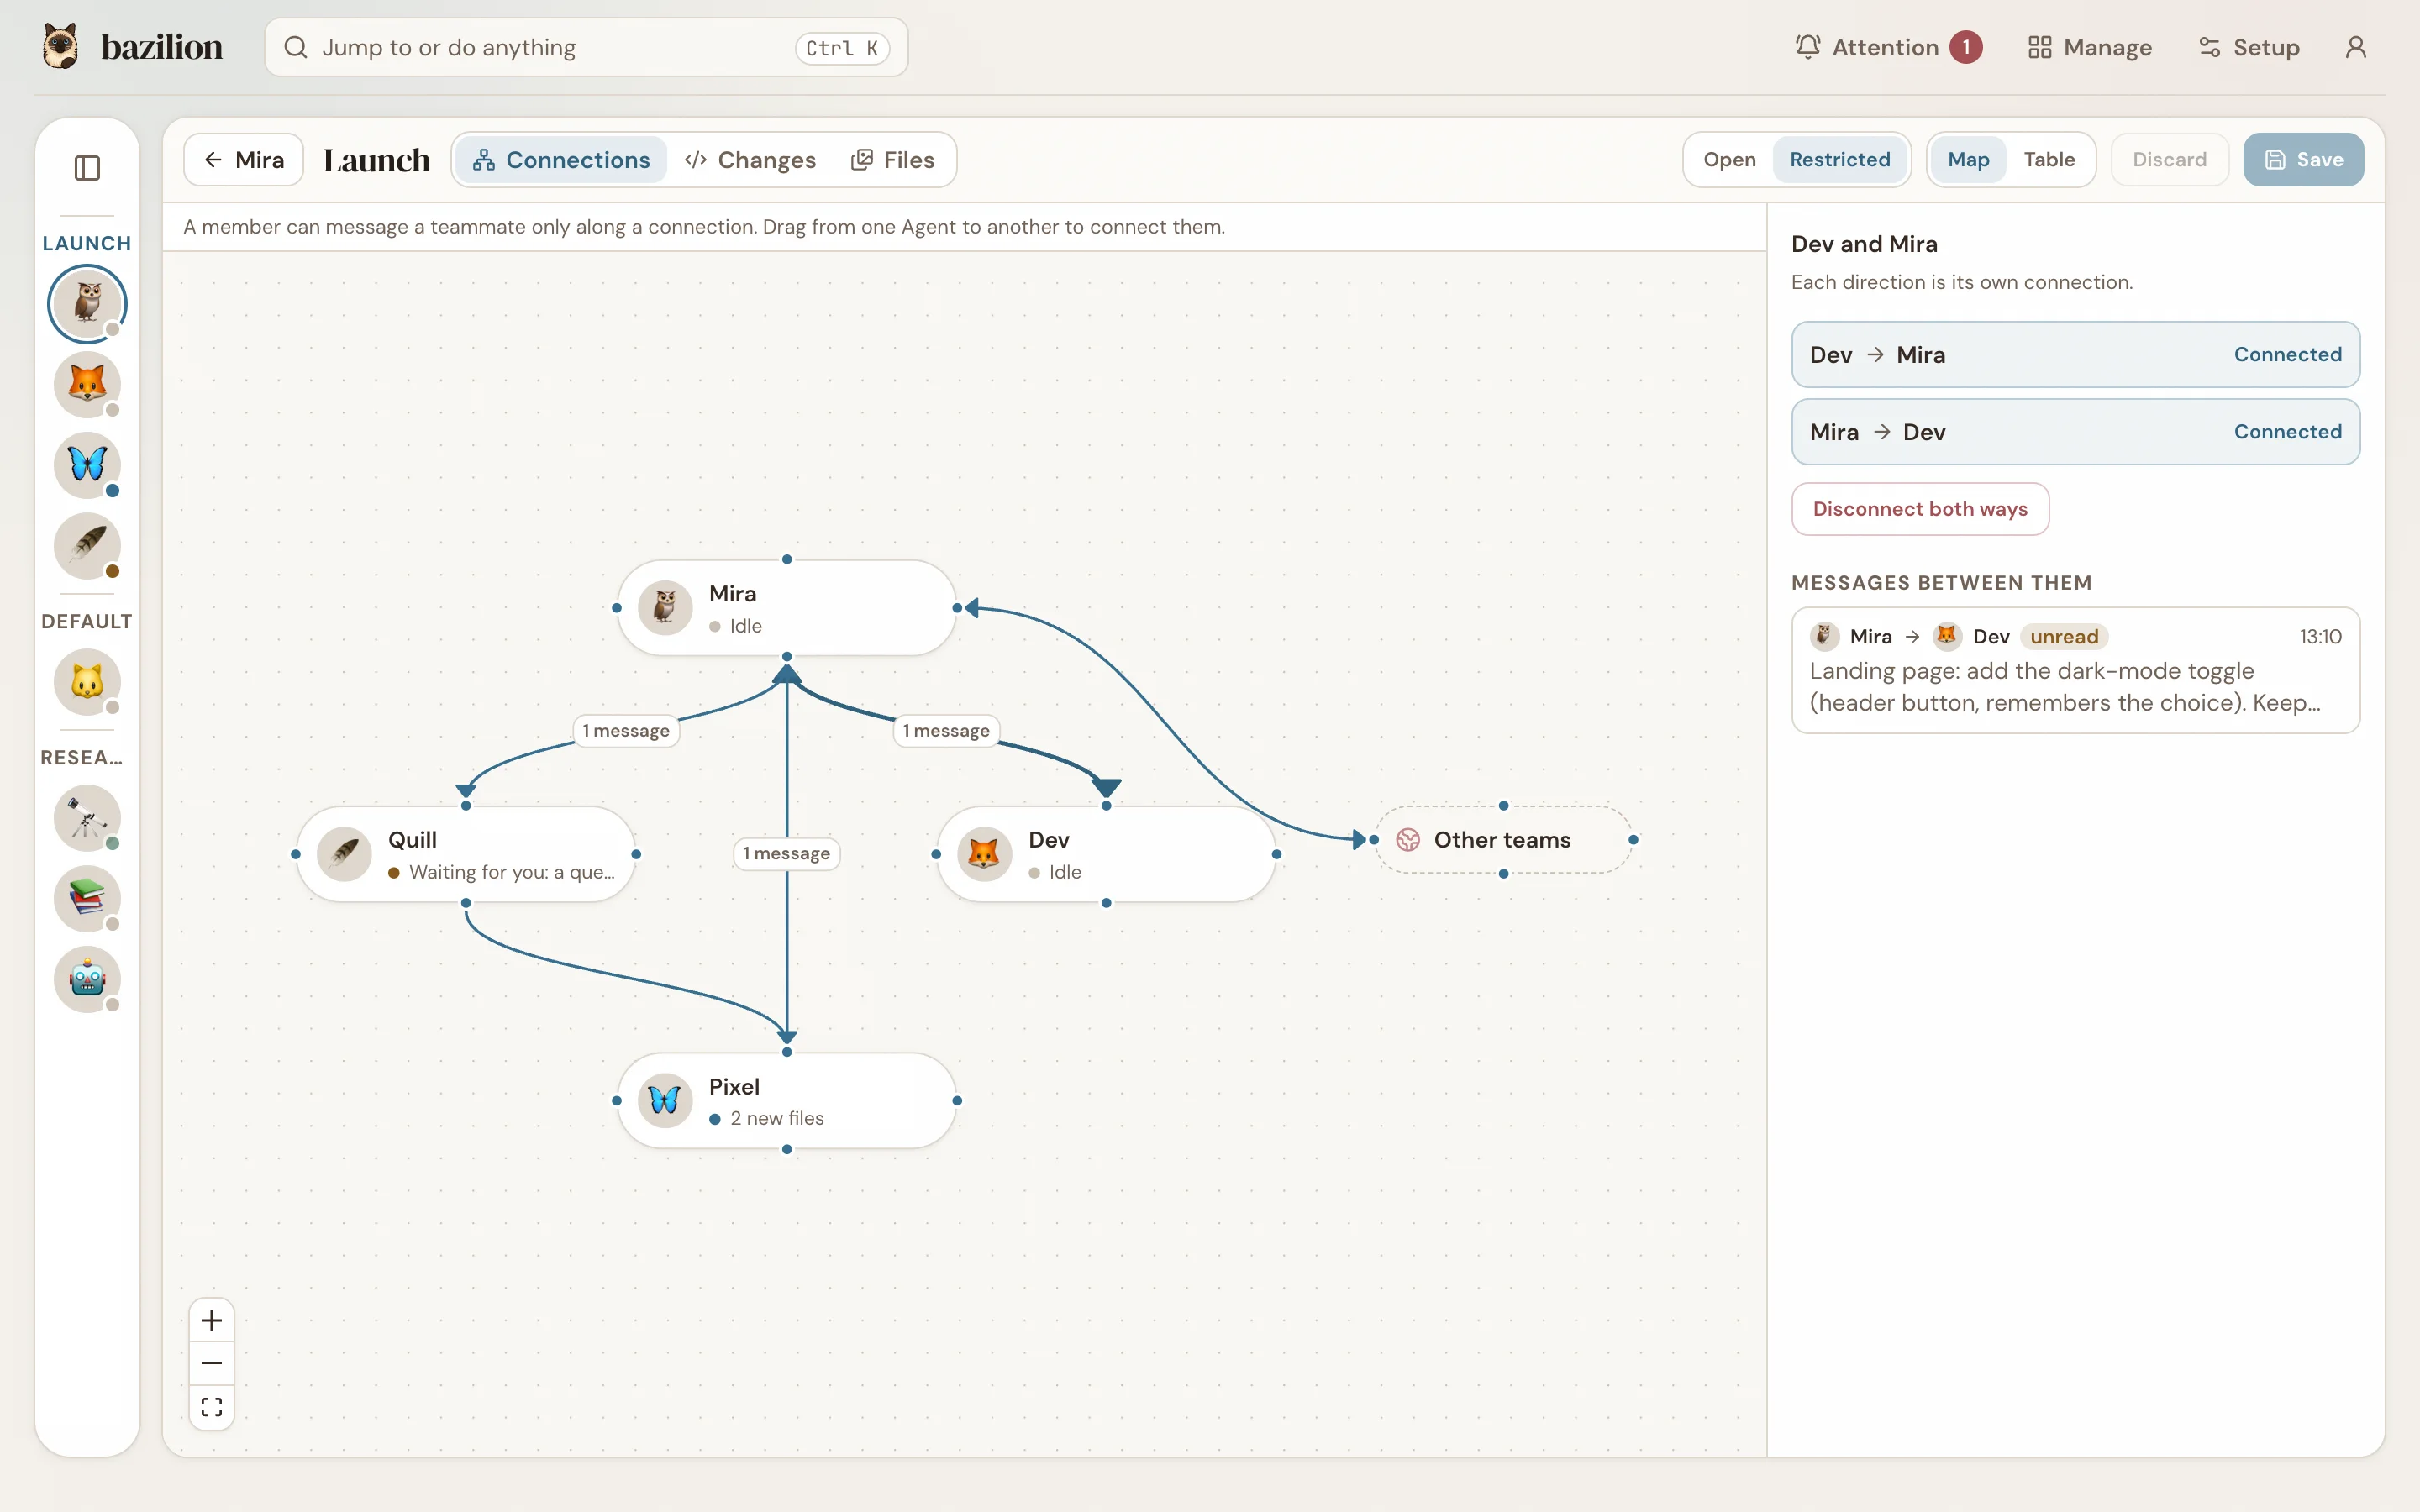 bazilion
Jump to or do anything
Ctrl K
Attention 1
Manage
Setup
Mira
Launch
Connections
Changes
Files
Open
Restricted
Map
Table
Discard
Save
LAUNCH
DEFAULT
RESEA...
A member can message a teammate only along a connection. Drag from one Agent to another to connect them.
Mira
Idle
1 message
1 message
Quill
Waiting for you: a que...
1 message
Dev
Idle
Other teams
Pixel
2 new files
Dev and Mira
Each direction is its own connection.
Dev → Mira
Connected
Mira → Dev
Connected
Disconnect both ways
MESSAGES BETWEEN THEM
Mira → Dev unread 13:10
Landing page: add the dark-mode toggle
(header button, remembers the choice). Keep...